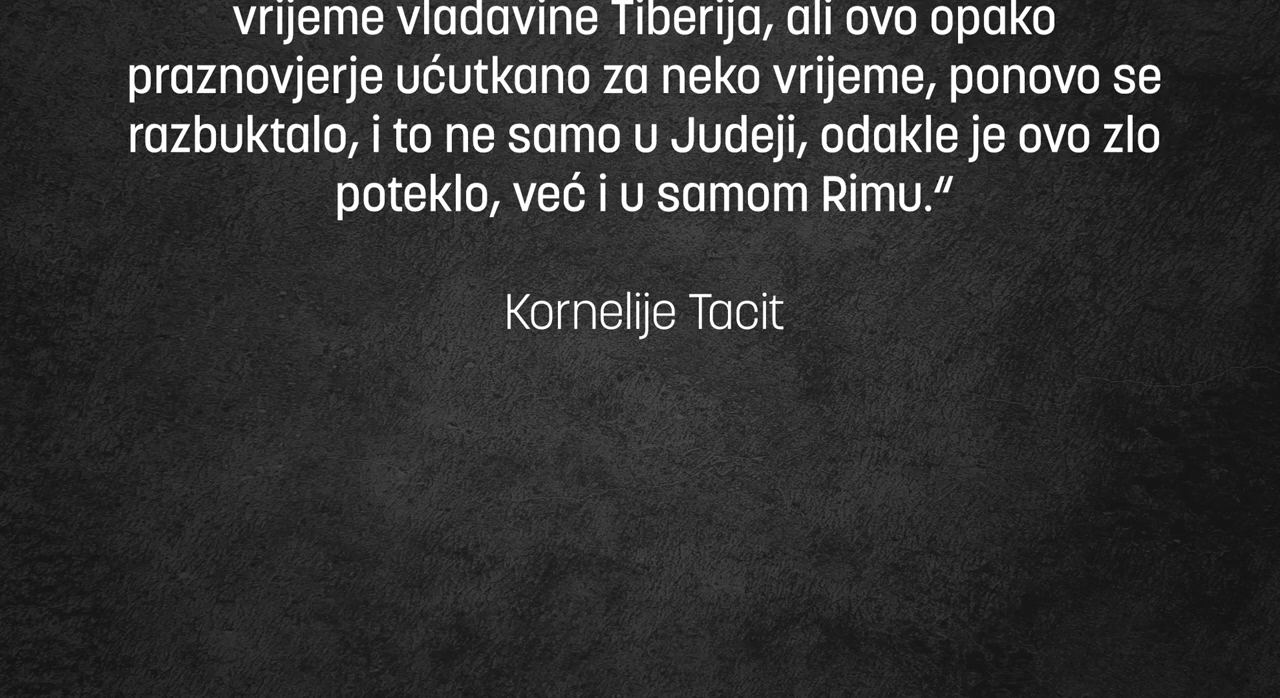 vrijeme vladavine Tiberija, ali ovo opako
praznovjerje ućutkano za neko vrijeme, ponovo se
razbuktalo, i to ne samo u Judeji, odakle je ovo zlo
poteklo, već i u samom Rimu.“
Kornelije Tacit